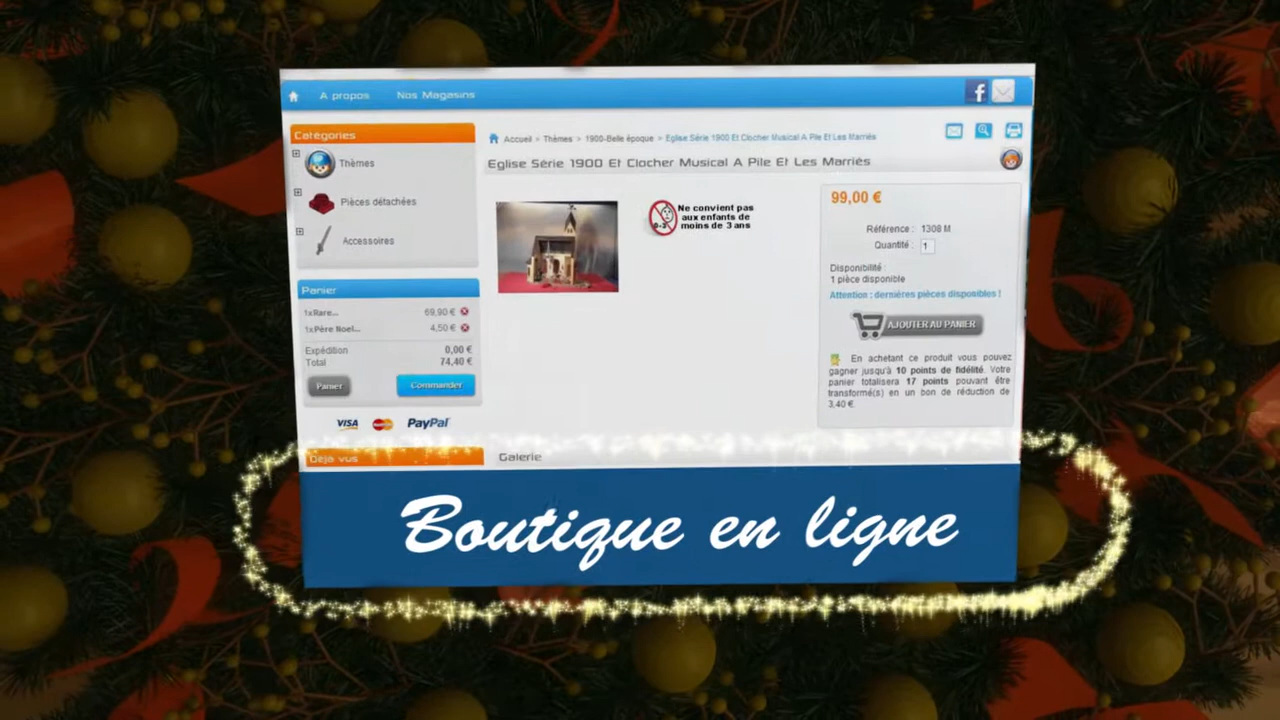 A propos
Nos Magasins
f
Catégories
Thèmes
Pièces détachées
Accessoires
Panier
1xRare... 69,90 €
1xPère Noel... 4,50 €
Expédition 0,00 €
Total 74,40 €
Panier
Commander
VISA
MasterCard
PayPal
Déjà vus
Accueil > Thèmes > 1900-Belle époque > Eglise Série 1900 Et Clocher Musical A Pile Et Les Marriés
Eglise Série 1900 Et Clocher Musical A Pile Et Les Marriés
0-3
Ne convient pas
aux enfants de
moins de 3 ans
99,00 €
Référence : 1308 M
Quantité : 1
Disponibilité :
1 pièce disponible
Attention : dernières pièces disponibles !
AJOUTER AU PANIER
En achetant ce produit vous pouvez
gagner jusqu'à 10 points de fidélité. Votre
panier totalisera 17 points pouvant être
transformé(s) en un bon de réduction de
3,40 €.
Galerie
Boutique en ligne